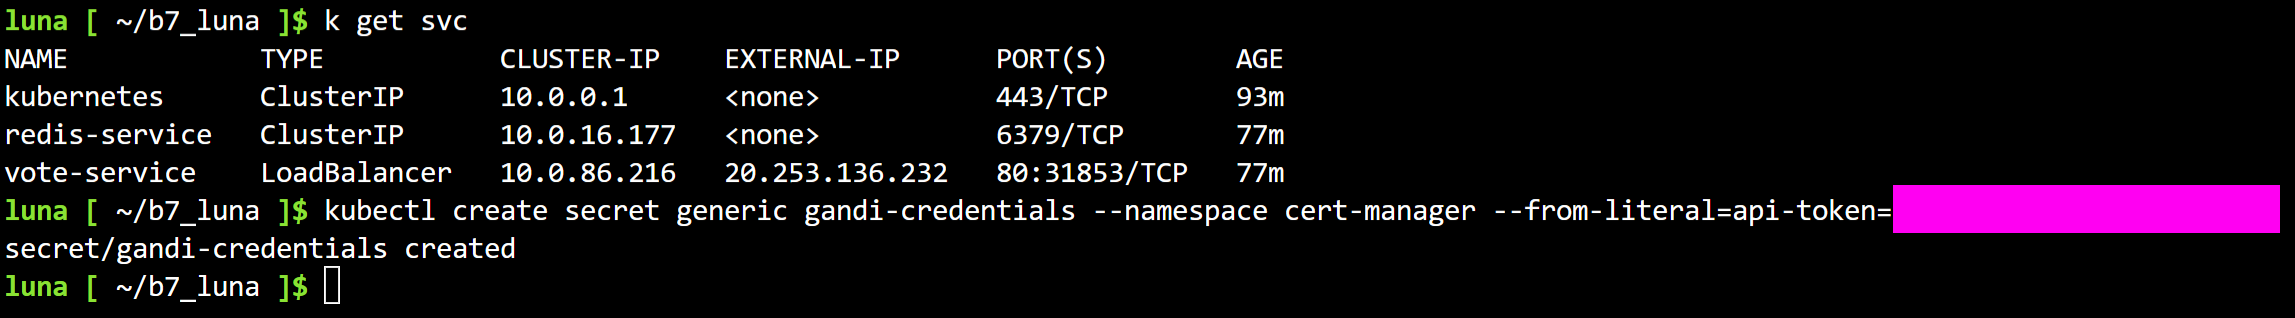 luna [ ~/b7_luna ]$ k get svc
NAME            TYPE           CLUSTER-IP    EXTERNAL-IP      PORT(S)        AGE
kubernetes      ClusterIP      10.0.0.1      <none>           443/TCP        93m
redis-service   ClusterIP      10.0.16.177   <none>           6379/TCP       77m
vote-service    LoadBalancer   10.0.86.216   20.253.136.232   80:31853/TCP   77m
luna [ ~/b7_luna ]$ kubectl create secret generic gandi-credentials --namespace cert-manager --from-literal=api-token=
secret/gandi-credentials created
luna [ ~/b7_luna ]$